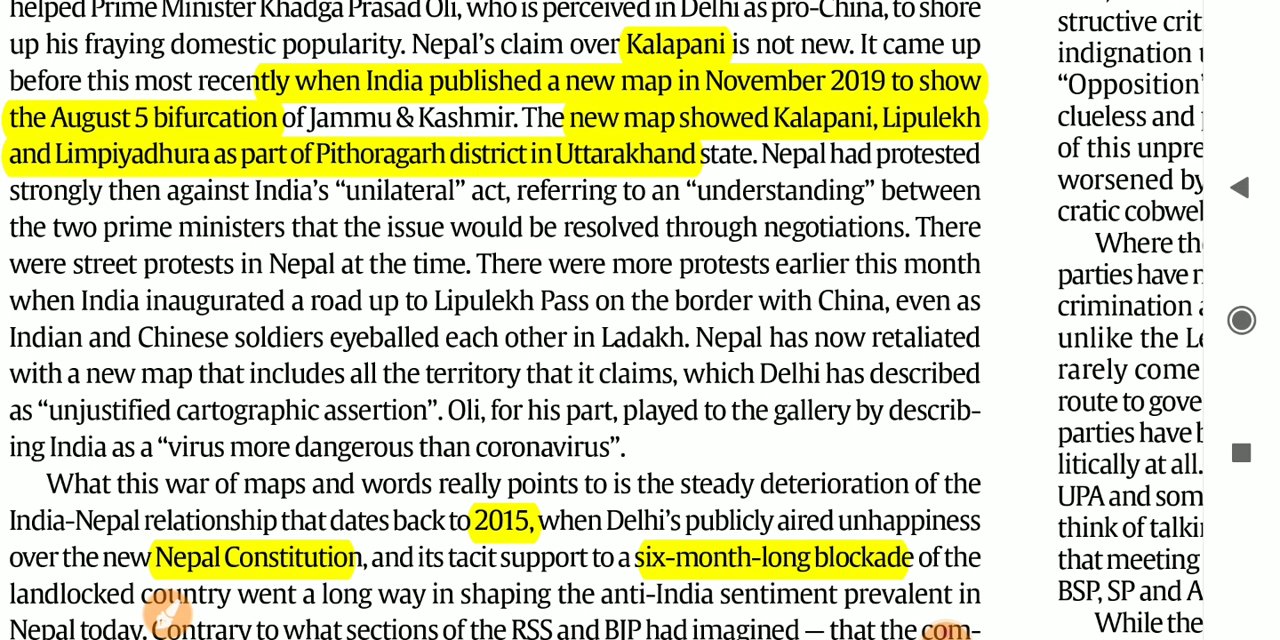 helped Prime Minister Khadga Prasad Oli, who is perceived in Delhi as pro-China, to shore
up his fraying domestic popularity. Nepal’s claim over Kalapani is not new. It came up
before this most recently when India published a new map in November 2019 to show
the August 5 bifurcation of Jammu & Kashmir. The new map showed Kalapani, Lipulekh
and Limpiyadhura as part of Pithoragarh district in Uttarakhand state. Nepal had protested
strongly then against India’s “unilateral” act, referring to an “understanding” between
the two prime ministers that the issue would be resolved through negotiations. There
were street protests in Nepal at the time. There were more protests earlier this month
when India inaugurated a road up to Lipulekh Pass on the border with China, even as
Indian and Chinese soldiers eyeballed each other in Ladakh. Nepal has now retaliated
with a new map that includes all the territory that it claims, which Delhi has described
as “unjustified cartographic assertion”. Oli, for his part, played to the gallery by describ-
ing India as a “virus more dangerous than coronavirus”.
What this war of maps and words really points to is the steady deterioration of the
India-Nepal relationship that dates back to 2015, when Delhi’s publicly aired unhappiness
over the new Nepal Constitution, and its tacit support to a six-month-long blockade of the
landlocked country went a long way in shaping the anti-India sentiment prevalent in
Nepal today. Contrary to what sections of the RSS and BJP had imagined — that the com-
structive crit
indignation
“Opposition”
clueless and
of this unpre
worsened by
cratic cobwe
Where th
parties have
crimination
unlike the Le
rarely come
route to gove
parties have
litically at all.
UPA and som
think of talki
that meeting
BSP, SP and A
While the